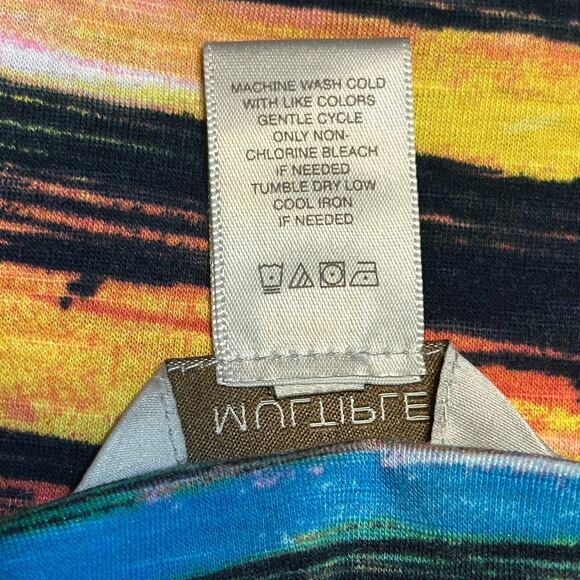 MACHINE WASH COLD
WITH LIKE COLORS
GENTLE CYCLE
ONLY NON-
CHLORINE BLEACH
IF NEEDED
TUMBLE DRY LOW
COOL IRON
IF NEEDED
MULTIPLE